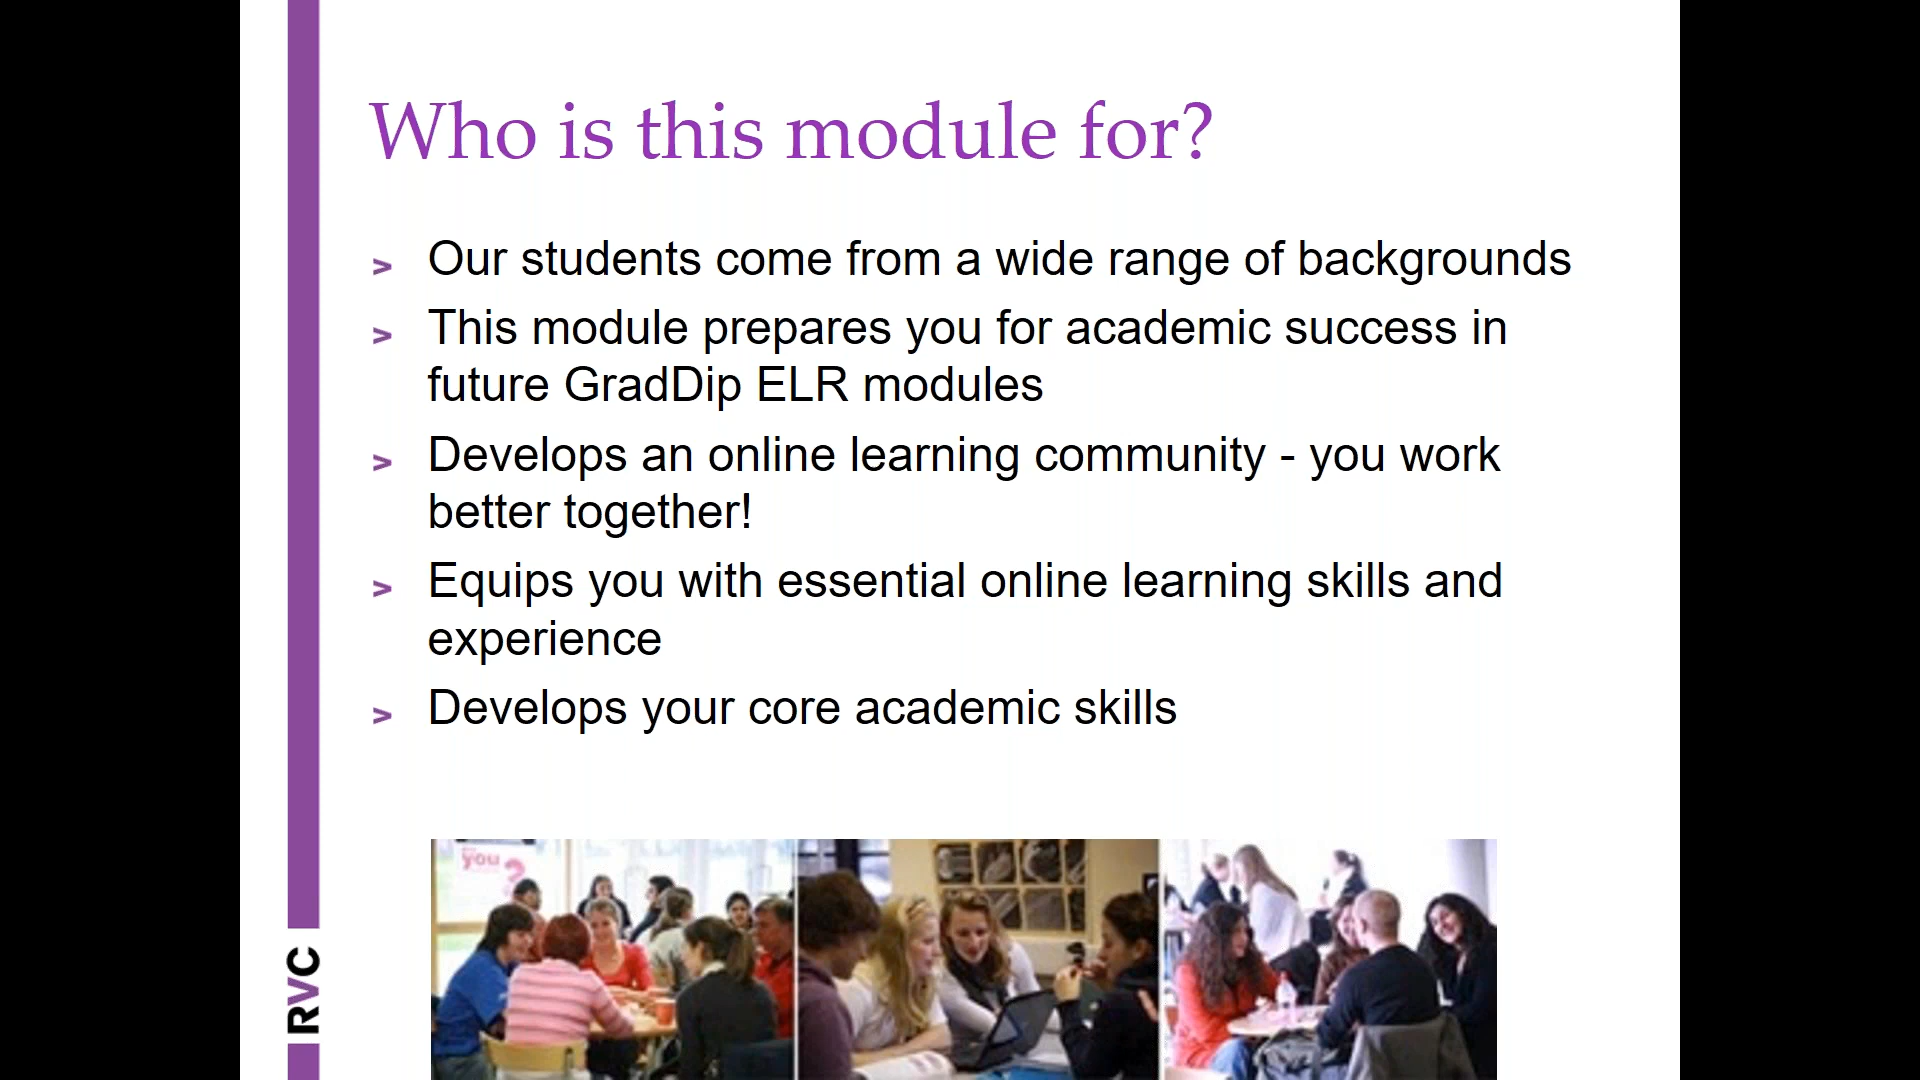 Who is this module for?
> Our students come from a wide range of backgrounds
> This module prepares you for academic success in
future GradDip ELR modules
> Develops an online learning community - you work
better together!
> Equips you with essential online learning skills and
experience
> Develops your core academic skills
you ?
RVC